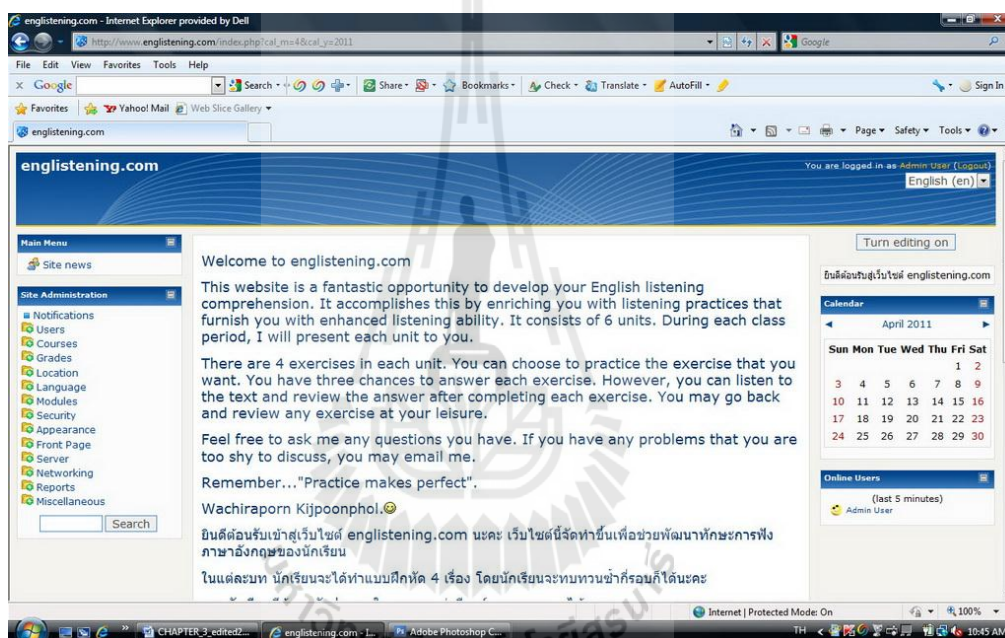 englistening.com - Internet Explorer provided by Dell
http://www.englistening.com/index.php?cal_m=4&cal_y=2011
Google
File Edit View Favorites Tools Help
x Google Search Share Bookmarks Check Translate AutoFill Sign In
Favorites Yahoo! Mail Web Slice Gallery
englistening.com Page Safety Tools
englistening.com
You are logged in as Admin User (Logout)
English (en)
Main Menu
Site news
Site Administration
Notifications
Users
Courses
Grades
Location
Language
Modules
Security
Appearance
Front Page
Server
Networking
Reports
Miscellaneous
Search
Welcome to englistening.com
This website is a fantastic opportunity to develop your English listening
comprehension. It accomplishes this by enriching you with listening practices that
furnish you with enhanced listening ability. It consists of 6 units. During each class
period, I will present each unit to you.
There are 4 exercises in each unit. You can choose to practice the exercise that you
want. You have three chances to answer each exercise. However, you can listen to
the text and review the answer after completing each exercise. You may go back
and review any exercise at your leisure.
Feel free to ask me any questions you have. If you have any problems that you are
too shy to discuss, you may email me.
Remember..."Practice makes perfect".
Wachiraporn Kijpoonphol.
ยินดีต้อนรับเข้าสู่เว็บไซต์ englistening.com นะคะ เว็บไซต์นี้จัดทำขึ้นเพื่อช่วยพัฒนาทักษะการฟัง
ภาษาอังกฤษของนักเรียน
ในแต่ละบท นักเรียนจะได้ทำแบบฝึกหัด 4 เรื่อง โดยนักเรียนจะทบทวนซ้ำกี่รอบก็ได้นะคะ
Turn editing on
ยินดีต้อนรับสู่เว็บไซต์ englistening.com
Calendar
April 2011
Sun Mon Tue Wed Thu Fri Sat
1 2
3 4 5 6 7 8 9
10 11 12 13 14 15 16
17 18 19 20 21 22 23
24 25 26 27 28 29 30
Online Users
(last 5 minutes)
Admin User
Internet | Protected Mode: On 100%
CHAPTER_3_edited2... englistening.com - I... Adobe Photoshop C... TH 10:45 AM